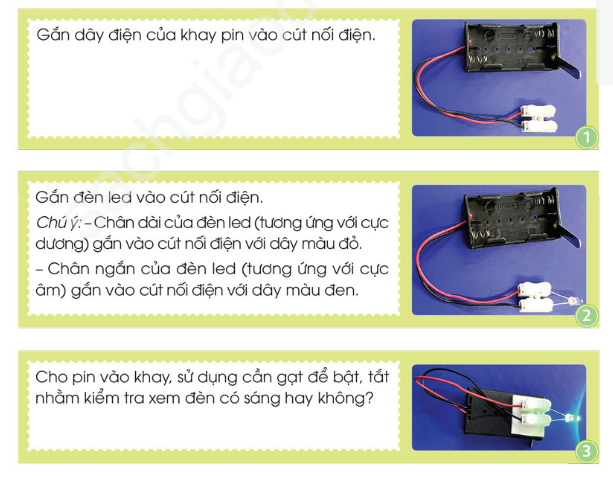 Gắn dây điện của khay pin vào cút nối điện.
1
Gắn đèn led vào cút nối điện.
Chú ý: – Chân dài của đèn led (tương ứng với cực
dương) gắn vào cút nối điện với dây màu đỏ.
– Chân ngắn của đèn led (tương ứng với cực
âm) gắn vào cút nối điện với dây màu đen.
2
Cho pin vào khay, sử dụng cần gạt để bật, tắt
nhằm kiểm tra xem đèn có sáng hay không?
3